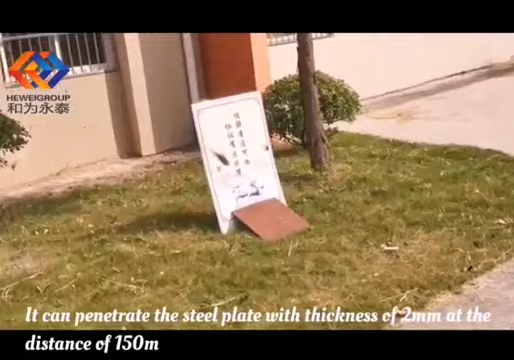 HEWEIGROUP
和为永泰
It can penetrate the steel plate with thickness of 2mm at the
distance of 150m